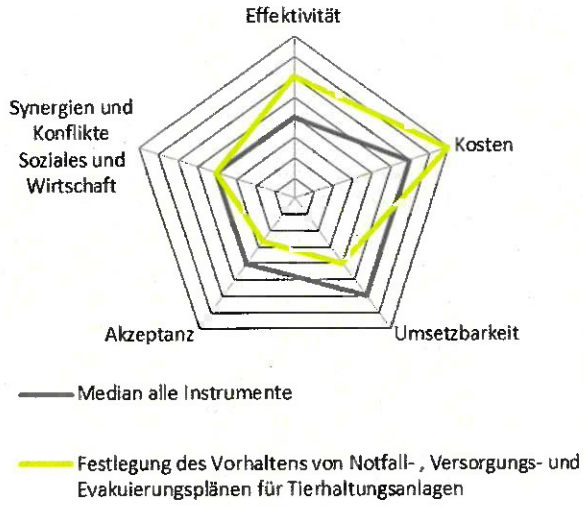 Effektivität
Synergien und
Konflikte
Soziales und
Wirtschaft
Kosten
Akzeptanz
Umsetzbarkeit
Median alle Instrumente
Festlegung des Vorhaltens von Notfall- , Versorgungs- und
Evakuierungsplänen für Tierhaltungsanlagen